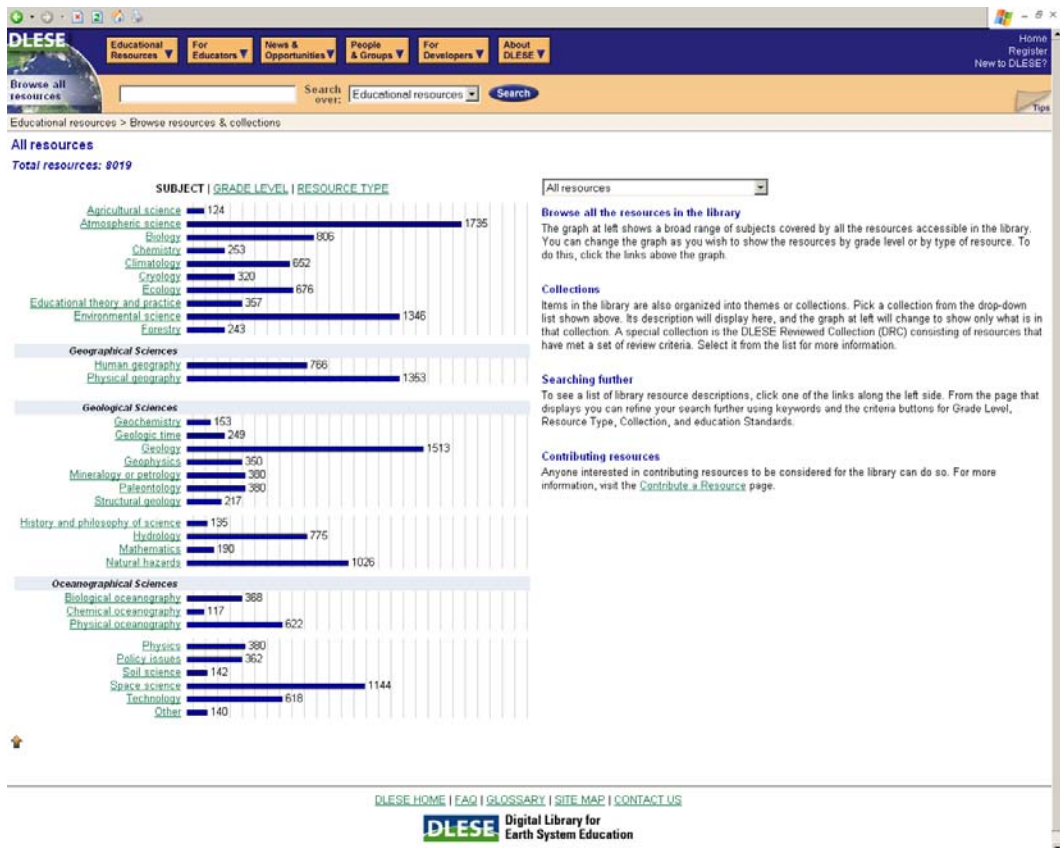 DLESE
Educational Resources
For Educators
News & Opportunities
People & Groups
For Developers
About DLESE
Home
Register
New to DLESE?
Browse all resources
Search over:
Educational resources
Search
Tips
Educational resources > Browse resources & collections
All resources
Total resources: 8019
SUBJECT | GRADE LEVEL | RESOURCE TYPE
Agricultural science 124
Atmospheric science 1735
Biology 806
Chemistry 253
Climatology 652
Cryology 320
Ecology 676
Educational theory and practice 357
Environmental science 1346
Forestry 243
Geographical Sciences
Human geography 766
Physical geography 1353
Geological Sciences
Geochemistry 153
Geologic time 249
Geology 1513
Geophysics 350
Mineralogy or petrology 380
Paleontology 380
Structural geology 217
History and philosophy of science 135
Hydrology 775
Mathematics 190
Natural hazards 1026
Oceanographical Sciences
Biological oceanography 368
Chemical oceanography 117
Physical oceanography 622
Physics 380
Policy issues 362
Soil science 142
Space science 1144
Technology 618
Other 140
All resources
Browse all the resources in the library
The graph at left shows a broad range of subjects covered by all the resources accessible in the library.
You can change the graph as you wish to show the resources by grade level or by type of resource. To
do this, click the links above the graph.
Collections
Items in the library are also organized into themes or collections. Pick a collection from the drop-down
list shown above. Its description will display here, and the graph at left will change to show only what is in
that collection. A special collection is the DLESE Reviewed Collection (DRC) consisting of resources that
have met a set of review criteria. Select it from the list for more information.
Searching further
To see a list of library resource descriptions, click one of the links along the left side. From the page that
displays you can refine your search further using keywords and the criteria buttons for Grade Level,
Resource Type, Collection, and education Standards.
Contributing resources
Anyone interested in contributing resources to be considered for the library can do so. For more
information, visit the Contribute a Resource page.
DLESE HOME | FAQ | GLOSSARY | SITE MAP | CONTACT US
DLESE Digital Library for
Earth System Education